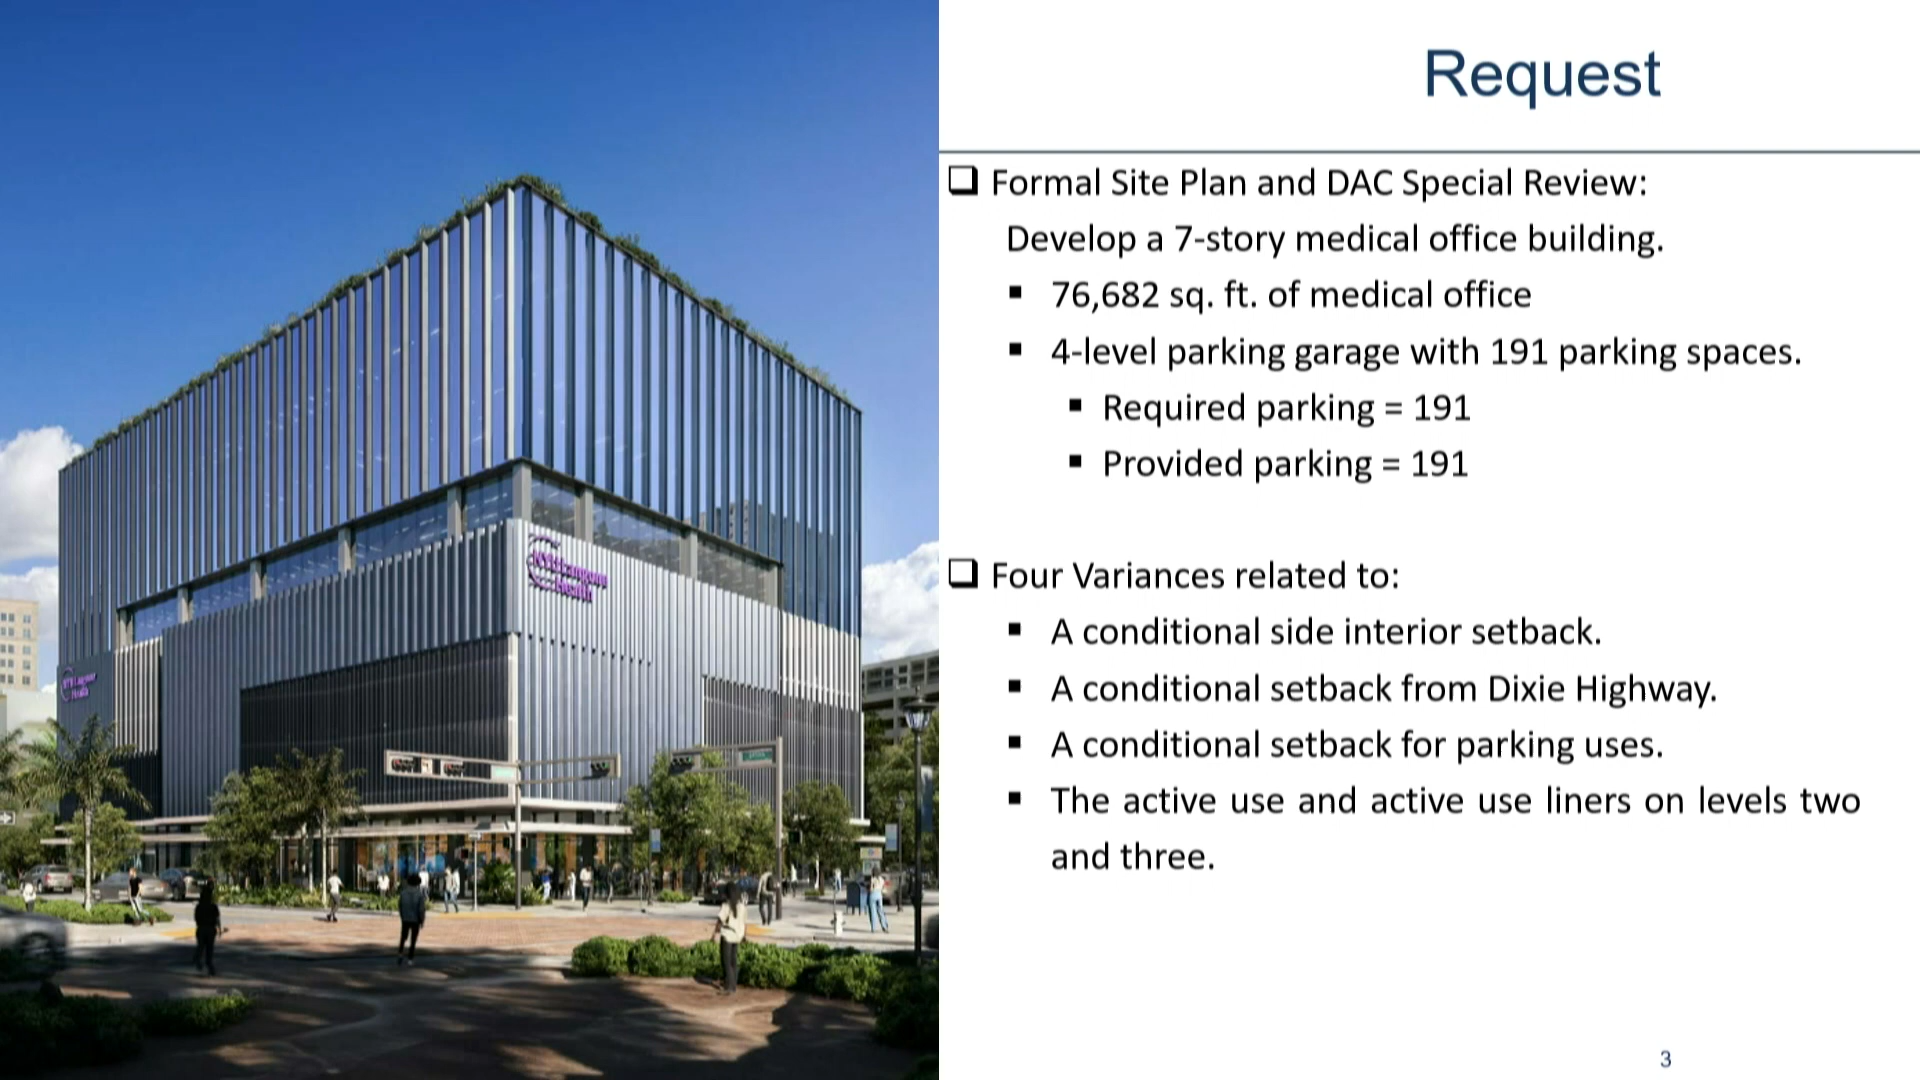 Request
Formal Site Plan and DAC Special Review:
Develop a 7-story medical office building.
76,682 sq. ft. of medical office
4-level parking garage with 191 parking spaces.
Required parking = 191
Provided parking = 191
Four Variances related to:
A conditional side interior setback.
A conditional setback from Dixie Highway.
A conditional setback for parking uses.
The active use and active use liners on levels two
and three.
NYU Langone
Health
3